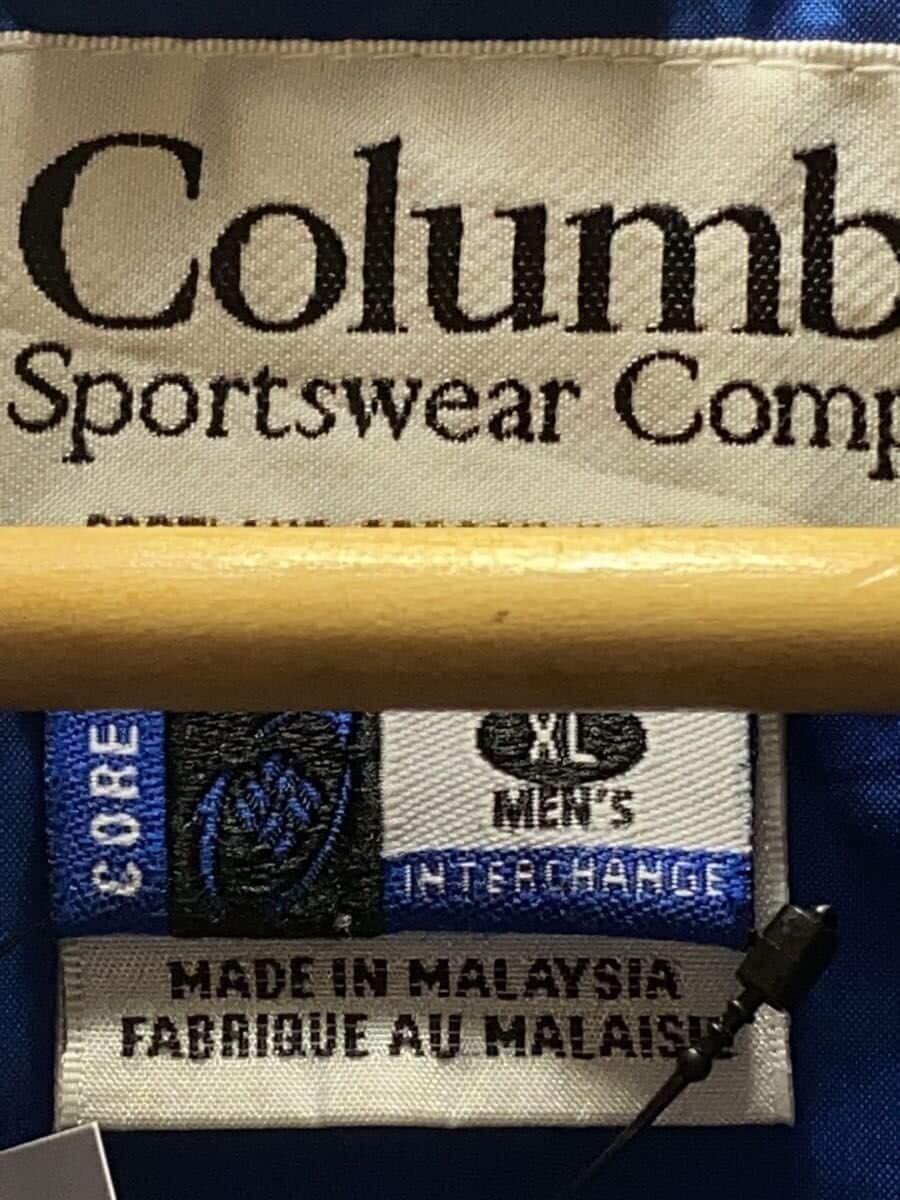 Columb
Sportswear Comp
CORE
XL
MEN'S
INTERCHANGE
MADE IN MALAYSIA
FABRIQUE AU MALAISIE